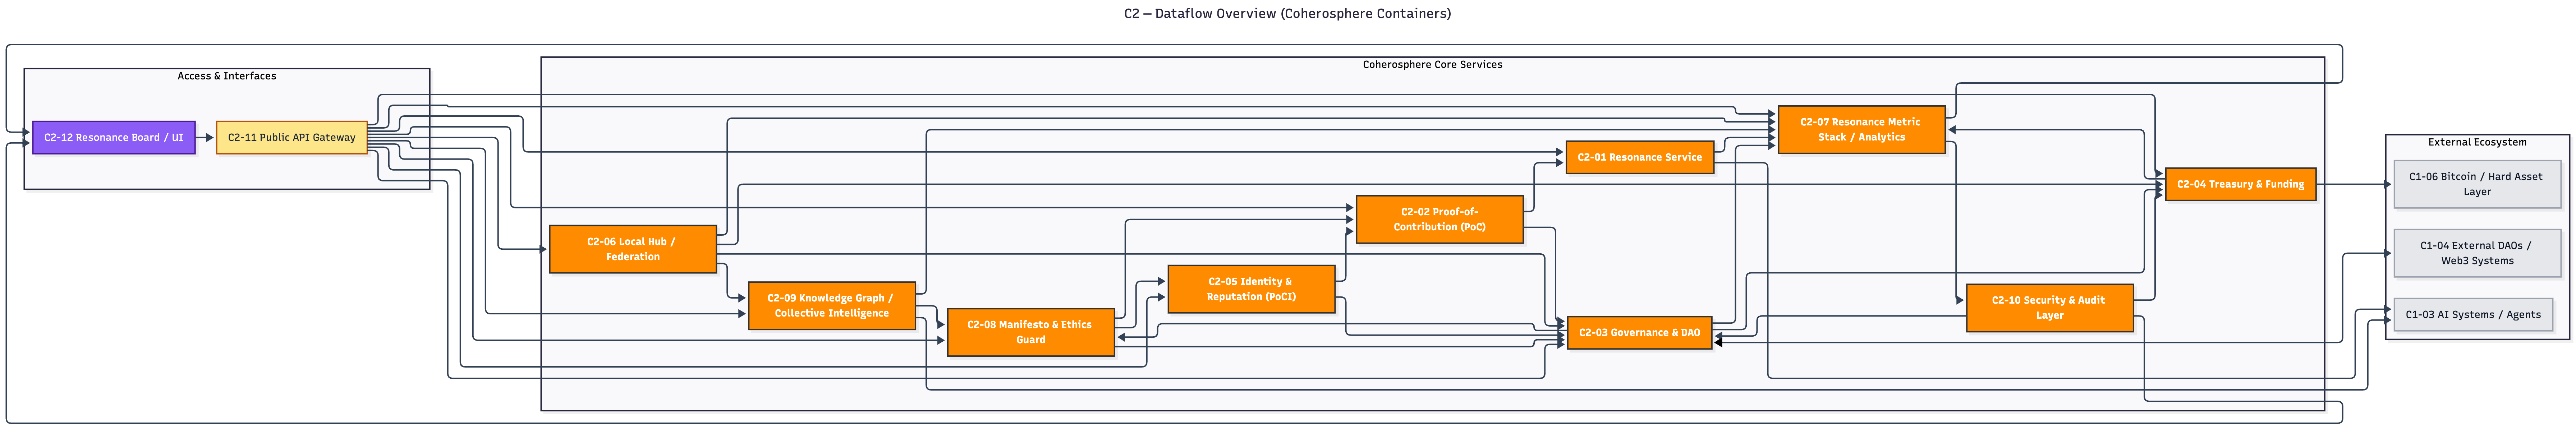 C2 – Dataflow Overview (Coherosphere Containers)
Access & Interfaces
C2-12 Resonance Board / UI
C2-11 Public API Gateway
Coherosphere Core Services
C2-06 Local Hub /
Federation
C2-09 Knowledge Graph /
Collective Intelligence
C2-08 Manifesto & Ethics
Guard
C2-05 Identity &
Reputation (PoCI)
C2-02 Proof-of-
Contribution (PoC)
C2-01 Resonance Service
C2-03 Governance & DAO
C2-07 Resonance Metric
Stack / Analytics
C2-10 Security & Audit
Layer
C2-04 Treasury & Funding
External Ecosystem
C1-06 Bitcoin / Hard Asset
Layer
C1-04 External DAOs /
Web3 Systems
C1-03 AI Systems / Agents